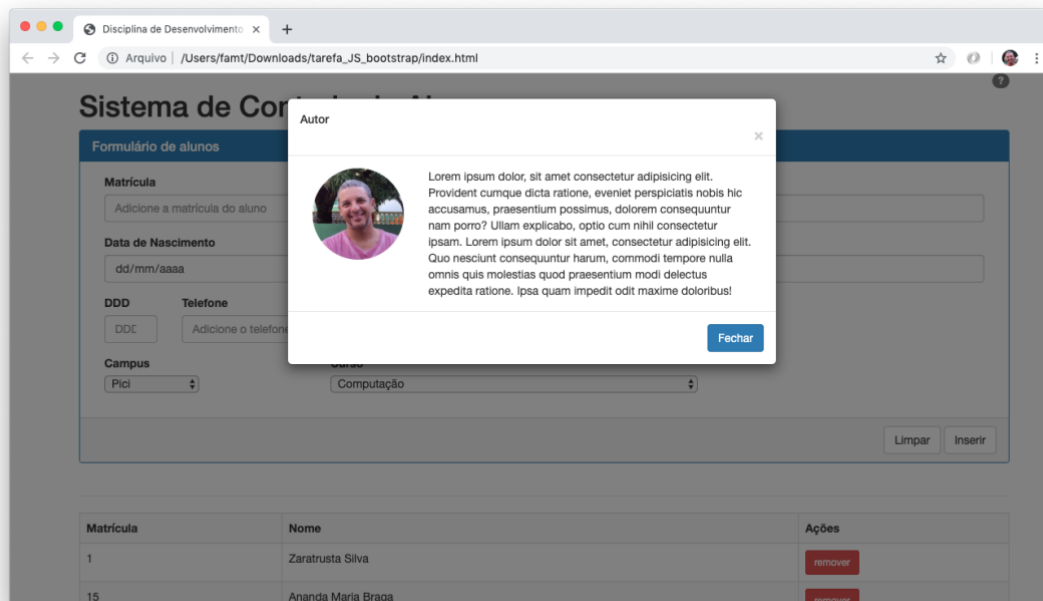 Disciplina de Desenvolvimento
Arquivo /Users/famt/Downloads/tarefa_JS_bootstrap/index.html
?
Sistema de
Autor
Formulário de alunos
Lorem ipsum dolor, sit amet consectetur adipisicing elit.
Provident cumque dicta ratione, eveniet perspiciatis nobis hic
accusamus, praesentium possimus, dolorem consequuntur
nam porro? Ullam explicabo, optio cum nihil consectetur
ipsam. Lorem ipsum dolor sit amet, consectetur adipisicing elit.
Quo nesciunt consequuntur harum, commodi tempore nulla
omnis quis molestias quod praesentium modi delectus
expedita ratione. Ipsa quam impedit odit maxime doloribus!
Fechar
Matrícula
Adicione a matrícula do aluno
Data de Nascimento
dd/mm/aaaa
DDD Telefone
DDD Adicione o telefone
Campus Curso
Pici Computação
Limpar Inserir
Matrícula Nome Ações
1 Zaratrusta Silva remover
15 Ananda Maria Braga remover